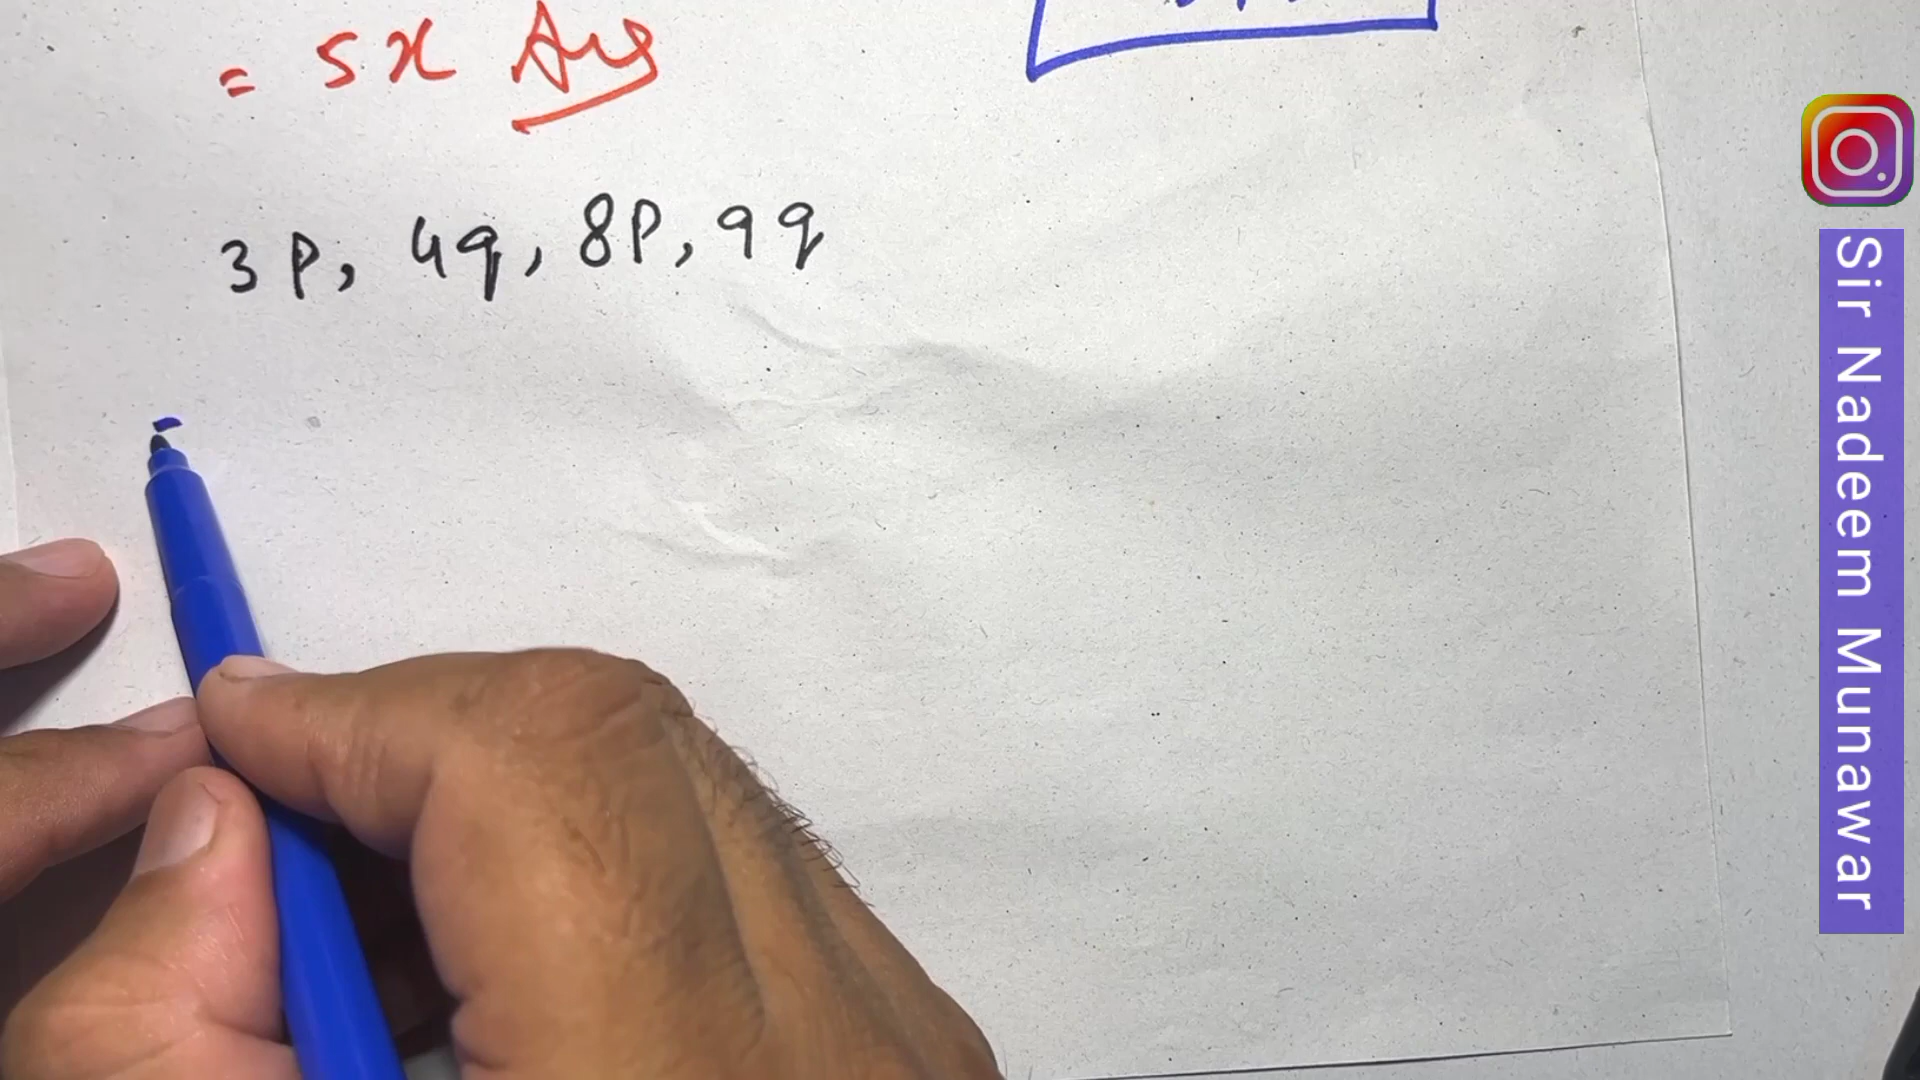 = 5x Ans
3p, 4q, 8p, 9q
Sir Nadeem Munawar